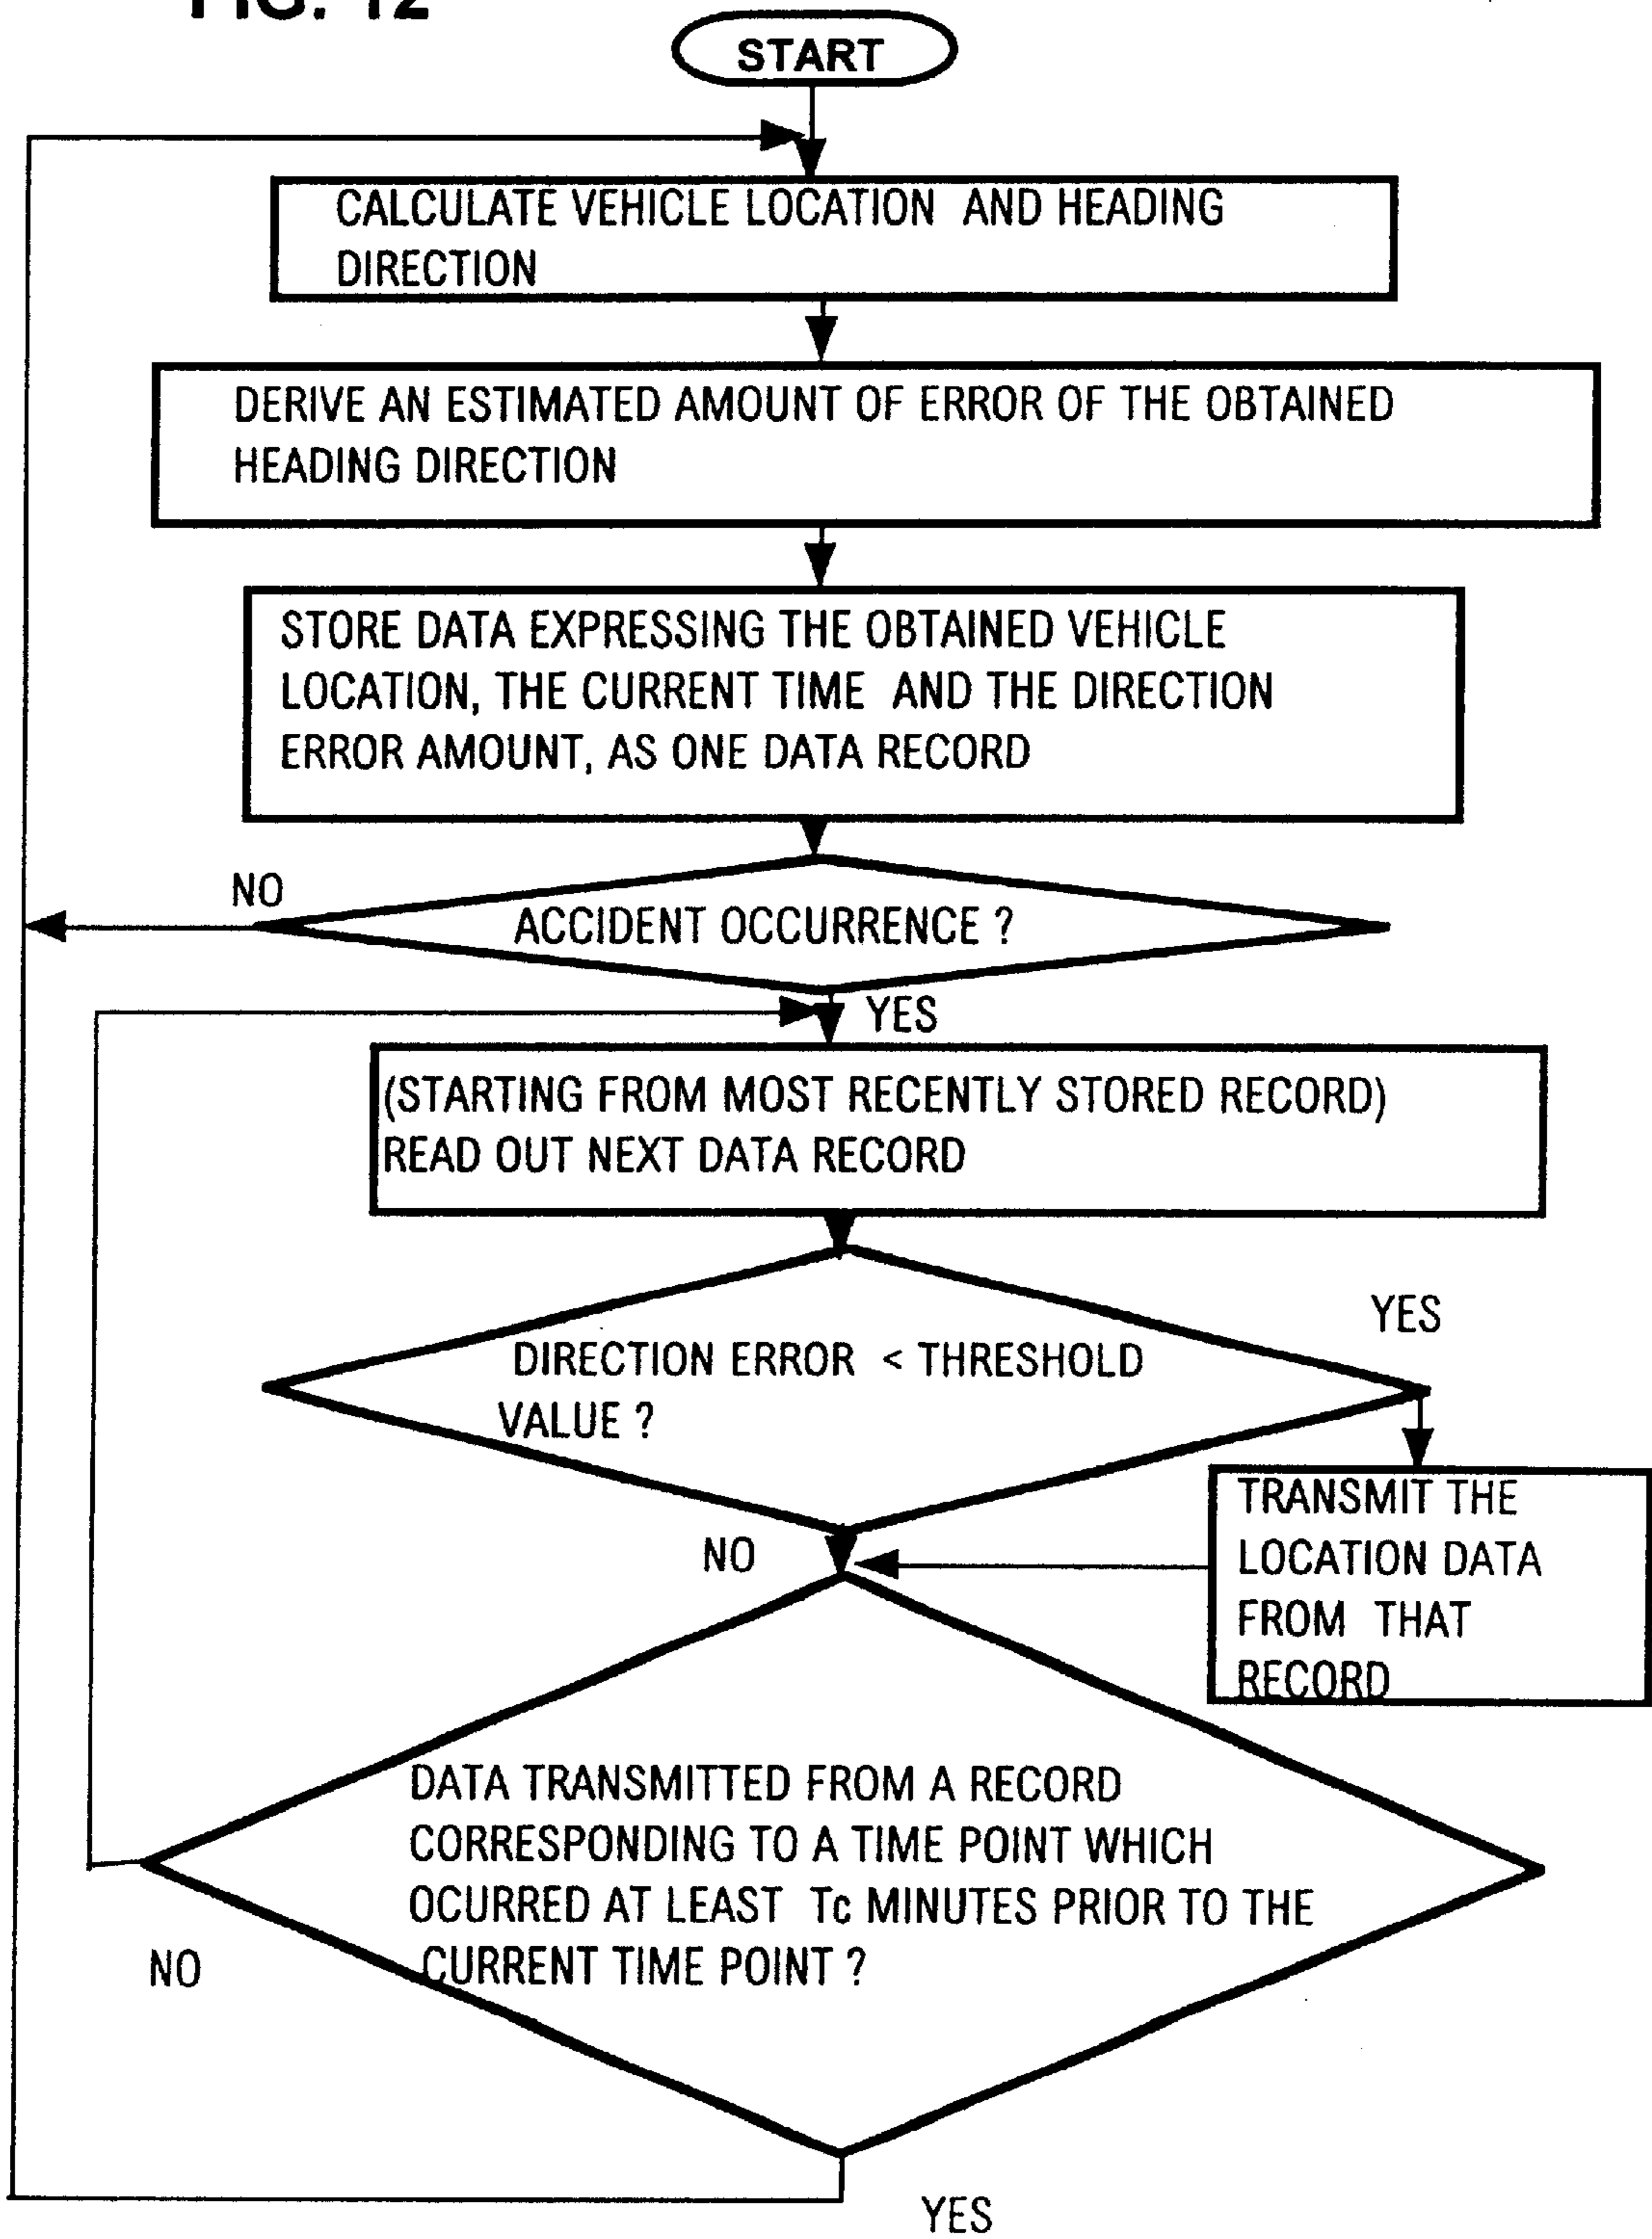 FIG. 12
START
CALCULATE VEHICLE LOCATION AND HEADING
DIRECTION
DERIVE AN ESTIMATED AMOUNT OF ERROR OF THE OBTAINED
HEADING DIRECTION
STORE DATA EXPRESSING THE OBTAINED VEHICLE
LOCATION, THE CURRENT TIME AND THE DIRECTION
ERROR AMOUNT, AS ONE DATA RECORD
NO
ACCIDENT OCCURRENCE ?
YES
(STARTING FROM MOST RECENTLY STORED RECORD)
READ OUT NEXT DATA RECORD
YES
DIRECTION ERROR < THRESHOLD
VALUE ?
NO
TRANSMIT THE
LOCATION DATA
FROM THAT
RECORD
DATA TRANSMITTED FROM A RECORD
CORRESPONDING TO A TIME POINT WHICH
OCURRED AT LEAST Tc MINUTES PRIOR TO THE
CURRENT TIME POINT ?
NO
YES